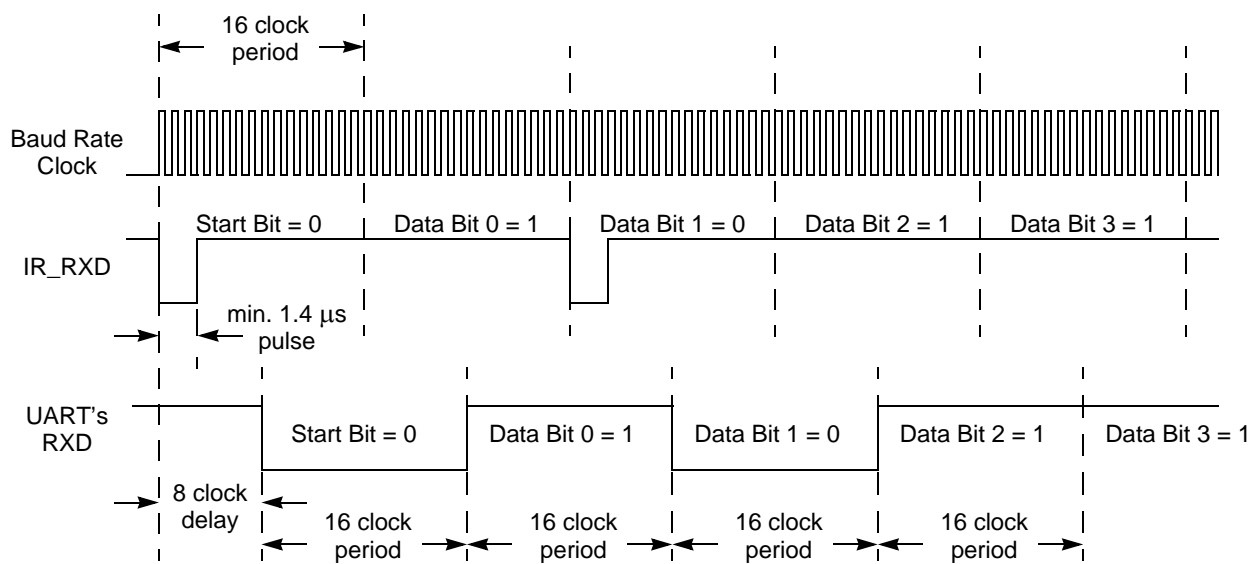 16 clock
period
Baud Rate
Clock
Start Bit = 0
Data Bit 0 = 1
Data Bit 1 = 0
Data Bit 2 = 1
Data Bit 3 = 1
IR_RXD
min. 1.4 μs
pulse
UART's
RXD
Start Bit = 0
Data Bit 0 = 1
Data Bit 1 = 0
Data Bit 2 = 1
Data Bit 3 = 1
8 clock
delay
16 clock
period
16 clock
period
16 clock
period
16 clock
period